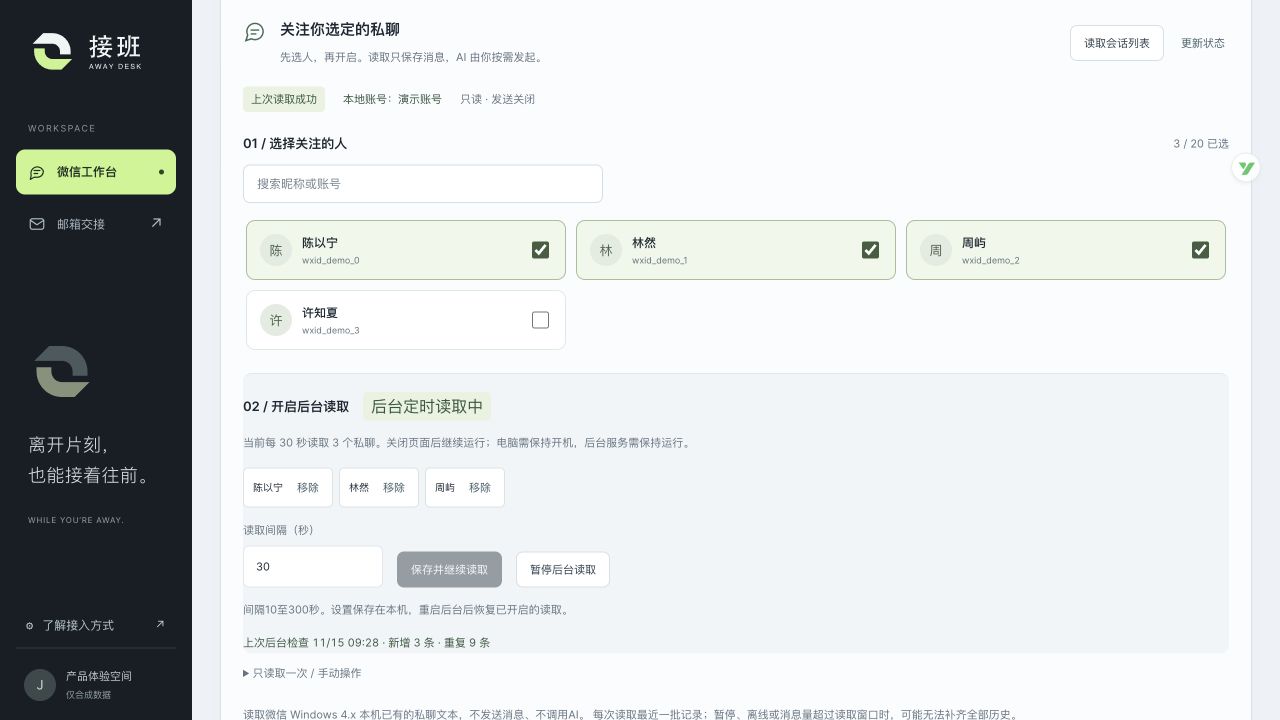 接班
AWAY DESK
WORKSPACE
微信工作台
邮箱交接
离开片刻，
也能接着往前。
WHILE YOU'RE AWAY.
了解接入方式
J
产品体验空间
仅合成数据
关注你选定的私聊
先选人，再开启。读取只保存消息，AI 由你按需发起。
读取会话列表
更新状态
上次读取成功
本地账号：演示账号
只读 · 发送关闭
01 / 选择关注的人
3 / 20 已选
搜索昵称或账号
陈
陈以宁
wxid_demo_0
林
林然
wxid_demo_1
周
周屿
wxid_demo_2
许
许知夏
wxid_demo_3
02 / 开启后台读取
后台定时读取中
当前每 30 秒读取 3 个私聊。关闭页面后继续运行；电脑需保持开机，后台服务需保持运行。
陈以宁 移除
林然 移除
周屿 移除
读取间隔（秒）
30
保存并继续读取
暂停后台读取
间隔10至300秒。设置保存在本机，重启后台后恢复已开启的读取。
上次后台检查 11/15 09:28 · 新增 3 条 · 重复 9 条
只读取一次 / 手动操作
读取微信 Windows 4.x 本机已有的私聊文本，不发送消息、不调用AI。 每次读取最近一批记录；暂停、离线或消息量超过读取窗口时，可能无法补齐全部历史。